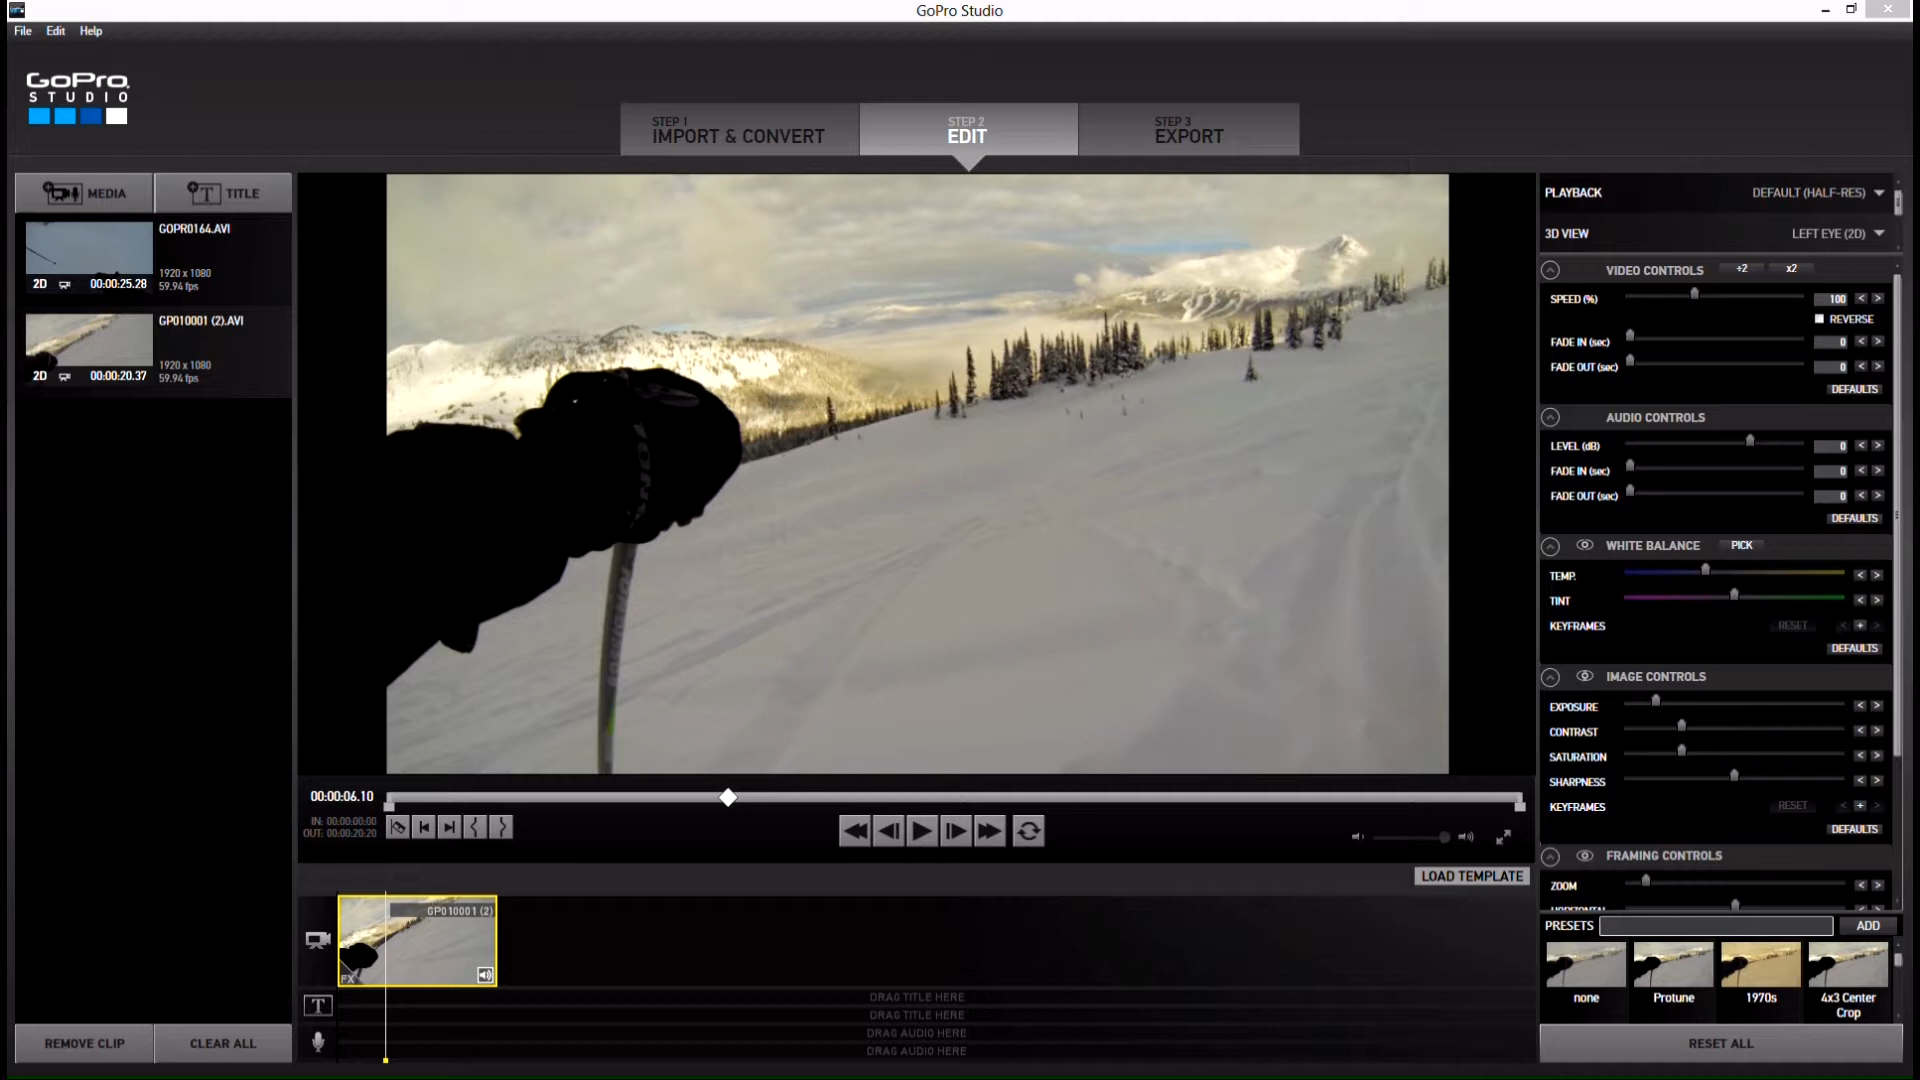 GoPro Studio
File Edit Help
GoPro
STUDIO
STEP 1
IMPORT & CONVERT
STEP 2
EDIT
STEP 3
EXPORT
MEDIA
TITLE
GOPR0164.AVI
1920 x 1080
59.94 fps
2D 00:00:25.28
GP010001 (2).AVI
1920 x 1080
59.94 fps
2D 00:00:20.37
REMOVE CLIP
CLEAR ALL
00:00:06.10
IN: 00:00:00:00
OUT: 00:00:20:20
LOAD TEMPLATE
GP010001 (2)
FX
T
DRAG TITLE HERE
DRAG TITLE HERE
DRAG AUDIO HERE
DRAG AUDIO HERE
PLAYBACK DEFAULT (HALF-RES)
3D VIEW LEFT EYE (2D)
VIDEO CONTROLS ÷2 x2
SPEED (%) 100 < >
REVERSE
FADE IN (sec) 0 < >
FADE OUT (sec) 0 < >
DEFAULTS
AUDIO CONTROLS
LEVEL (dB) 0 < >
FADE IN (sec) 0 < >
FADE OUT (sec) 0 < >
DEFAULTS
WHITE BALANCE PICK
TEMP. < >
TINT < >
KEYFRAMES RESET < + >
DEFAULTS
IMAGE CONTROLS
EXPOSURE < >
CONTRAST < >
SATURATION < >
SHARPNESS < >
KEYFRAMES RESET < + >
DEFAULTS
FRAMING CONTROLS
ZOOM < >
HORIZONTAL < >
PRESETS ADD
none
Protune
1970s
4x3 Center
Crop
RESET ALL